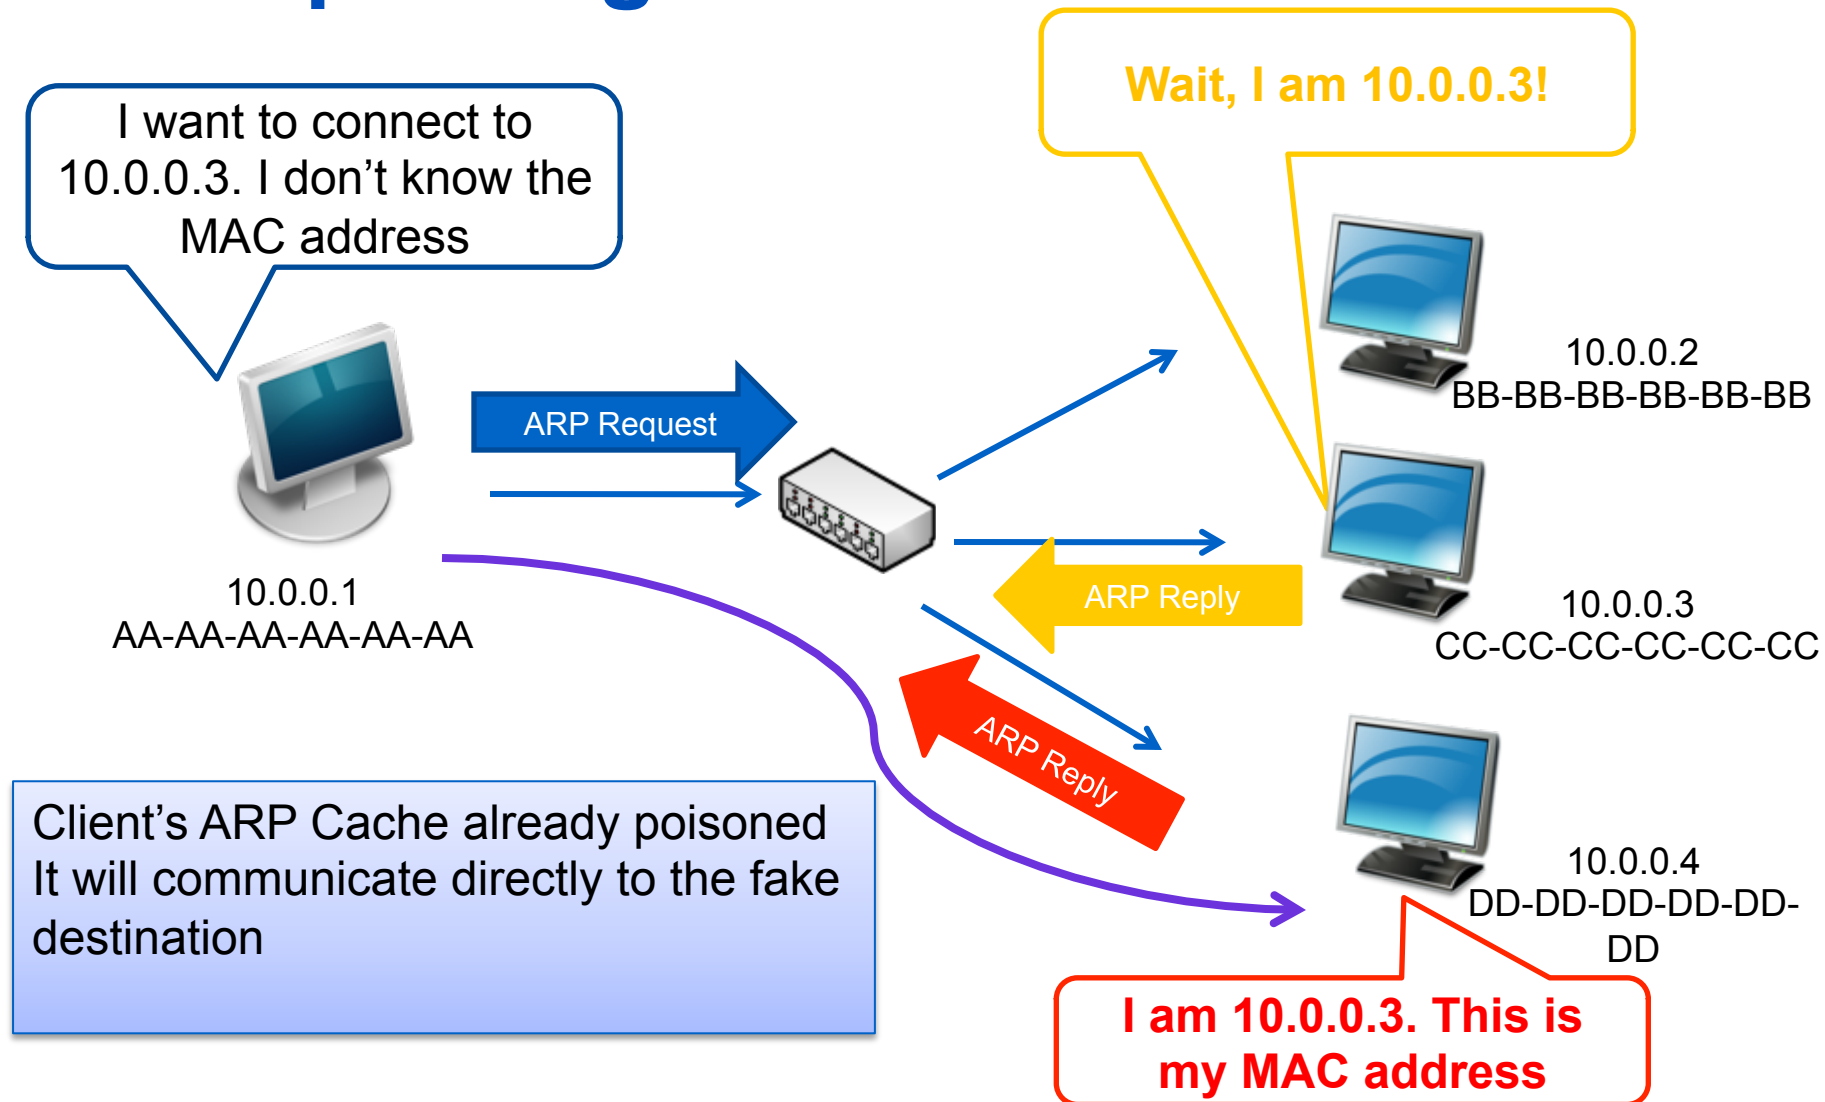 I want to connect to
10.0.0.3. I don’t know the
MAC address
Wait, I am 10.0.0.3!
10.0.0.2
BB-BB-BB-BB-BB-BB
ARP Request
10.0.0.1
AA-AA-AA-AA-AA-AA
ARP Reply
10.0.0.3
CC-CC-CC-CC-CC-CC
ARP Reply
Client’s ARP Cache already poisoned
It will communicate directly to the fake
destination
10.0.0.4
DD-DD-DD-DD-DD-
DD
I am 10.0.0.3. This is
my MAC address